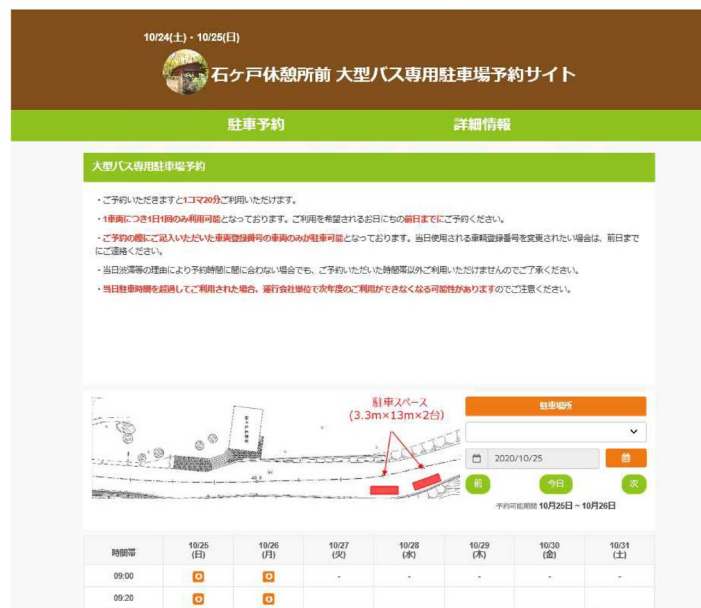 10/24(土)・10/25(日)
石ヶ戸休憩所前 大型バス専用駐車場予約サイト
駐車予約
詳細情報
大型バス専用駐車場予約
・ご予約いただきますと1コマ20分ご利用いただけます。
・1車両につき1日1回のみ利用可能となっております。ご利用を希望されるお日にちの前日までにご予約ください。
・ご予約の際にご記入いただいた車両登録番号の車両のみが駐車可能となっております。当日使用される車輌登録番号を変更されたい場合は、前日まで
にご連絡ください。
・当日渋滞等の理由により予約時間に間に合わない場合でも、ご予約いただいた時間帯以外ご利用いただけませんのでご了承ください。
・当日駐車時間を超過してご利用された場合、運行会社単位で次年度のご利用ができなくなる可能性がありますのでご注意ください。
駐車スペース
(3.3m×13m×2台)
駐車場所
2020/10/25
前
今日
次
予約可能期間 10月25日 ~ 10月26日
時間帯 10/25 (日) 10/26 (月) 10/27 (火) 10/28 (水) 10/29 (木) 10/30 (金) 10/31 (土)
09:00 - - - - -
09:20